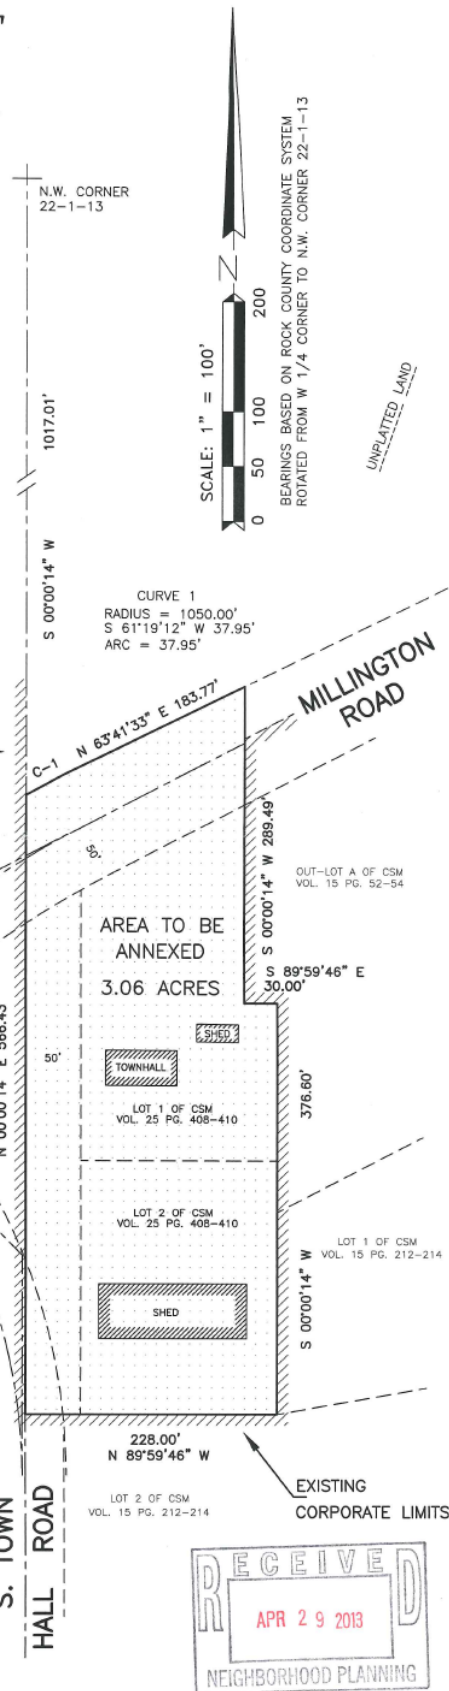 N.W. CORNER
22-1-13
1017.01'
S 00°00'14" W
N
SCALE: 1" = 100'
0 50 100 200
BEARINGS BASED ON ROCK COUNTY COORDINATE SYSTEM
ROTATED FROM W 1/4 CORNER TO N.W. CORNER 22-1-13
UNPLATTED LAND
CURVE 1
RADIUS = 1050.00'
S 61°19'12" W 37.95'
ARC = 37.95'
C-1
N 63°41'33" E 183.77'
MILLINGTON
ROAD
50'
S 00°00'14" W 289.49'
OUT-LOT A OF CSM
VOL. 15 PG. 52-54
AREA TO BE
ANNEXED
3.06 ACRES
S 89°59'46" E
30.00'
SHED
TOWNHALL
50'
LOT 1 OF CSM
VOL. 25 PG. 408-410
376.60'
N 00°00'14" E 566.43'
LOT 2 OF CSM
VOL. 25 PG. 408-410
LOT 1 OF CSM
VOL. 15 PG. 212-214
S 00°00'14" W
SHED
228.00'
N 89°59'46" W
LOT 2 OF CSM
VOL. 15 PG. 212-214
EXISTING
CORPORATE LIMITS
S. TOWN
HALL ROAD
RECEIVED
APR 29 2013
NEIGHBORHOOD PLANNING